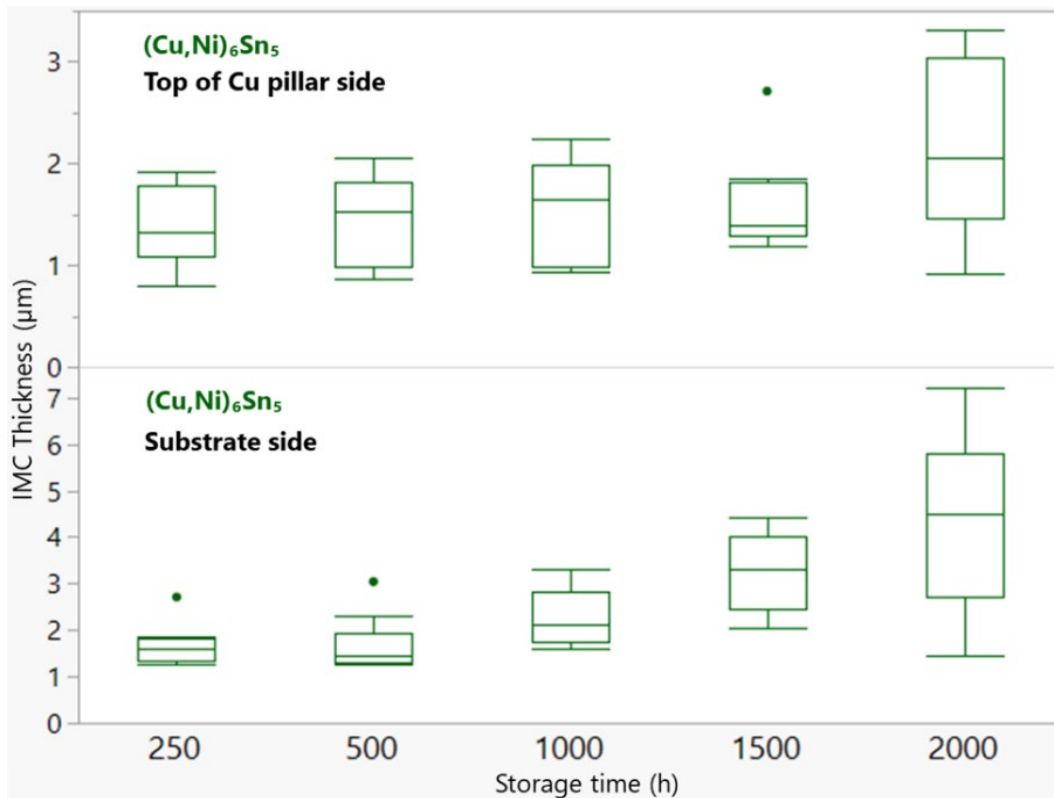 (Cu,Ni)₆Sn₅
Top of Cu pillar side
3
2
1
0
IMC Thickness (µm)
(Cu,Ni)₆Sn₅
Substrate side
7
6
5
4
3
2
1
0
250 500 1000 1500 2000
Storage time (h)